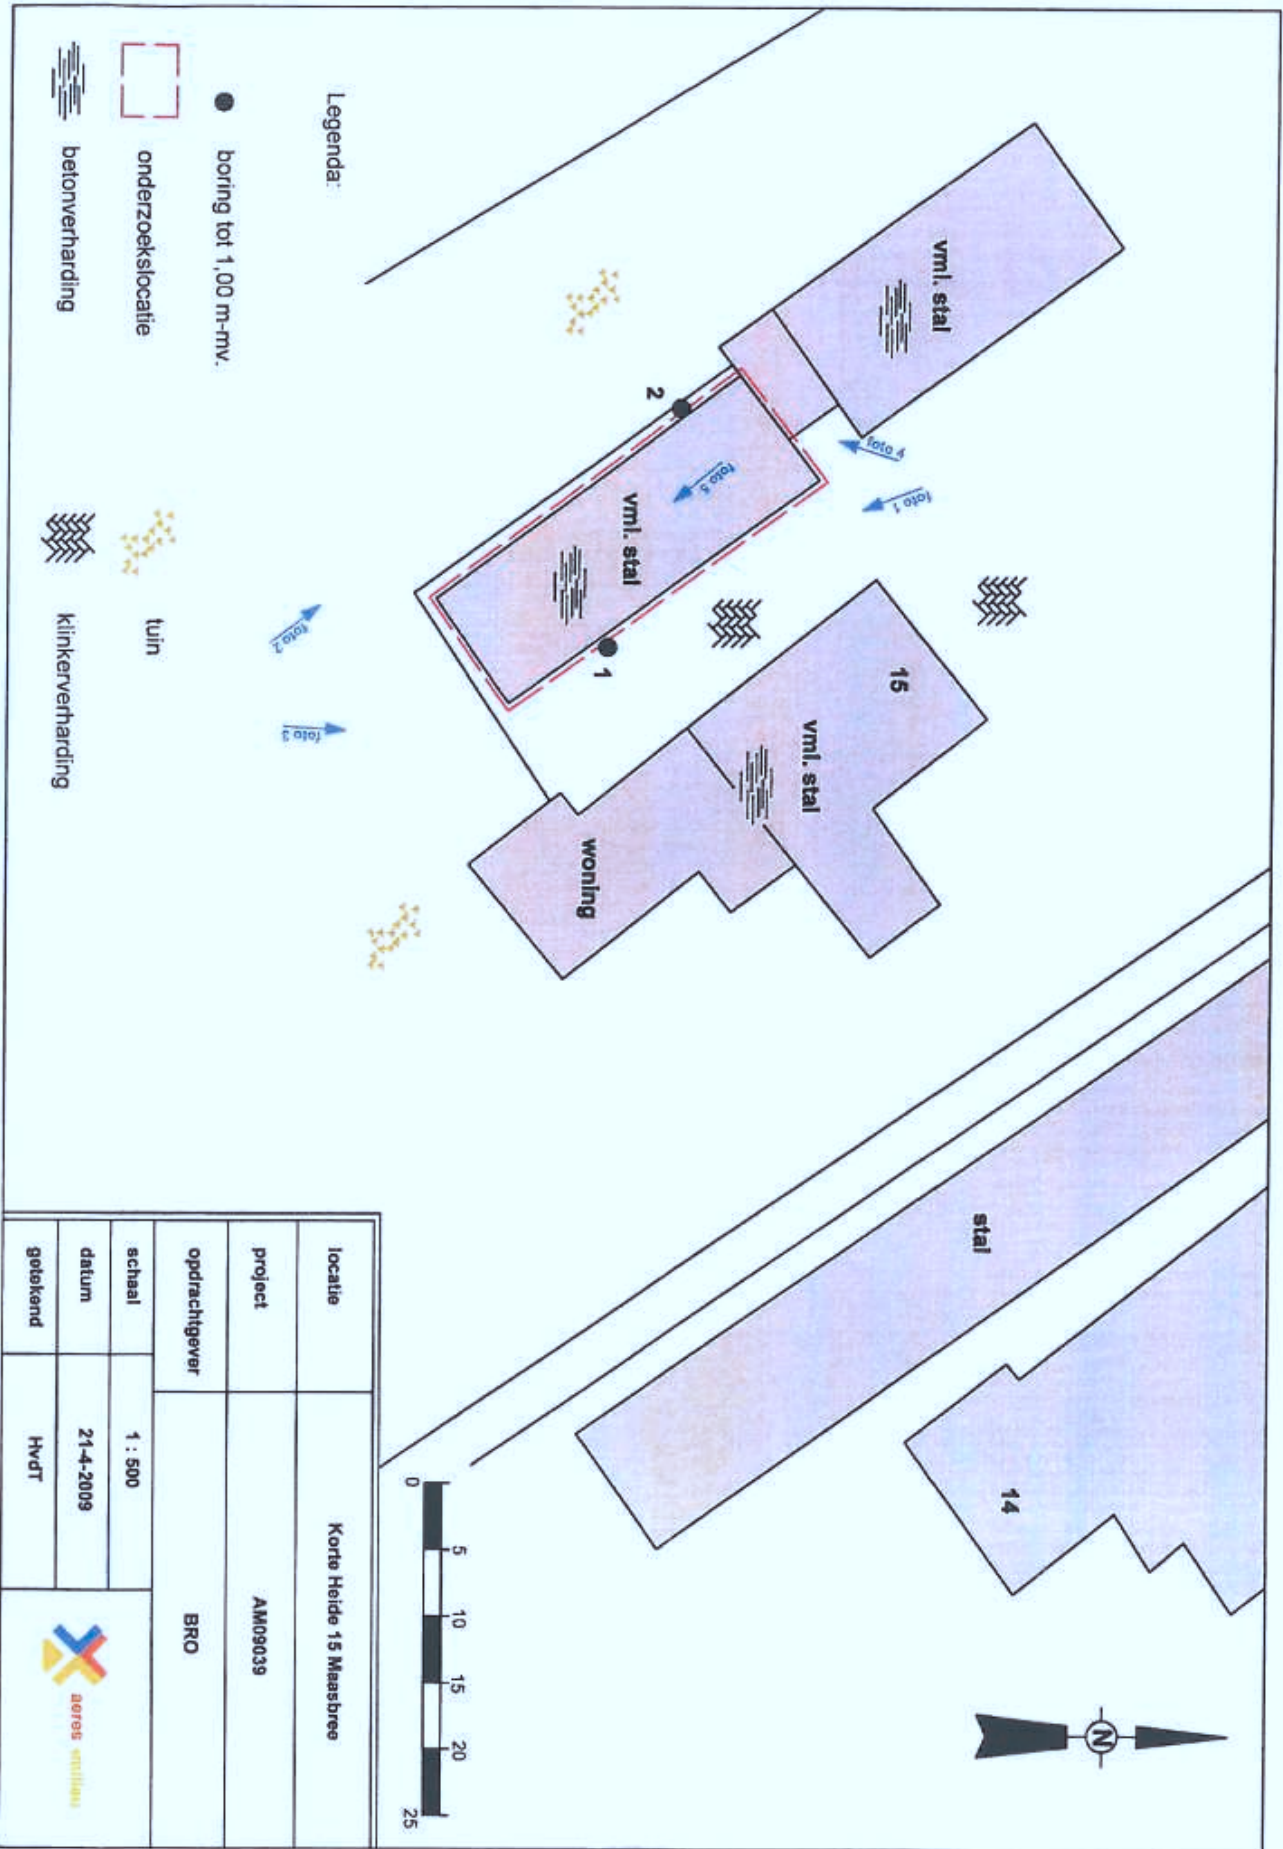 vml. stal
foto 4
foto 1
2
foto 5
vml. stal
1
15
vml. stal
woning
foto 2
foto 3
stal
14
N
Legenda:
boring tot 1,00 m-mv.
onderzoekslocatie
betonverharding
tuin
klinkerverharding
0 5 10 15 20 25
locatie Korte Heide 15 Maasbree
project AM09039
opdrachtgever BRO
schaal 1 : 500
datum 21-4-2009
getekend HvdT
aeres milieu